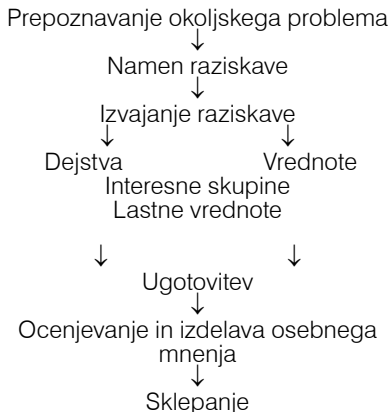 Prepoznavanje okoljskega problema
↓
Namen raziskave
↓
Izvajanje raziskave
↓ ↓
Dejstva Vrednote
Interesne skupine
Lastne vrednote
↓ ↓
Ugotovitev
↓
Ocenjevanje in izdelava osebnega
mnenja
↓
Sklepanje